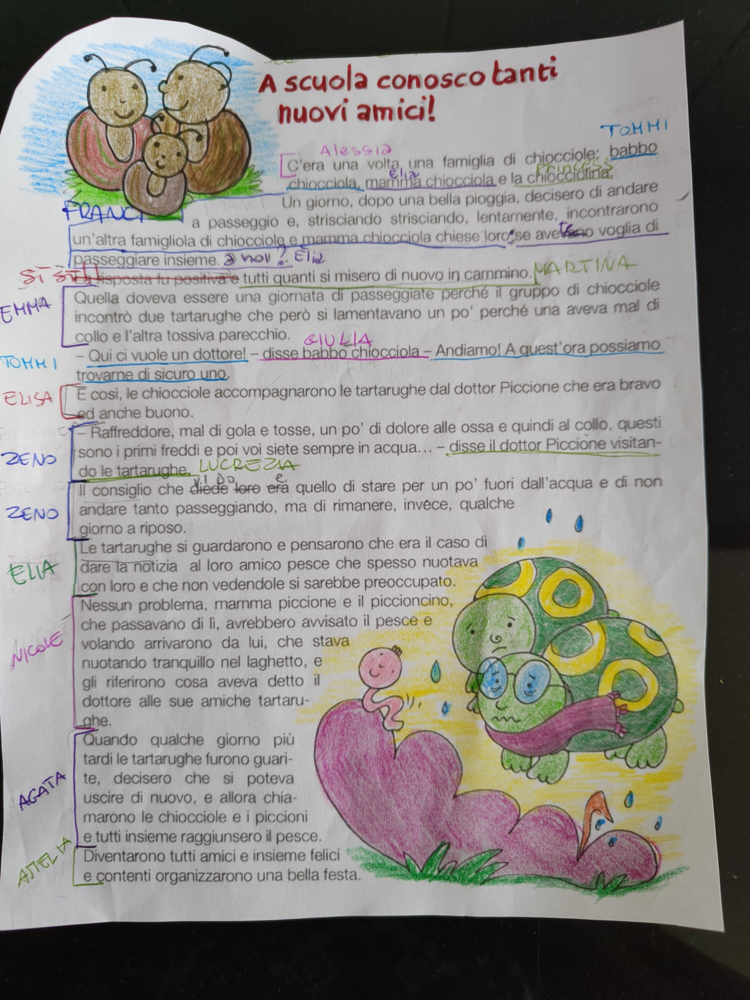 A scuola conosco tanti
nuovi amici!
TOMMI
Alessia
C'era una volta, una famiglia di chiocciole: babbo
Elia Princess
chiocciola, mamma chiocciola e la chiocciolina.
Un giorno, dopo una bella pioggia, decisero di andare
FRANCI
a passeggio e, strisciando strisciando, lentamente, incontrarono
un'altra famigliola di chiocciole e mamma chiocciola chiese loro: se avete voglia di
passeggiare insieme. a noi? Elia
SI SI!! La risposta fu positiva e tutti quanti si misero di nuovo in cammino. MARTINA
EMMA
Quella doveva essere una giornata di passeggiate perché il gruppo di chiocciole
incontrò due tartarughe che però si lamentavano un po' perché una aveva mal di
collo e l'altra tossiva parecchio.
GIULIA
TOMMI
– Qui ci vuole un dottore! – disse babbo chiocciola – Andiamo! A quest'ora possiamo
trovarne di sicuro uno.
ELISA
E così, le chiocciole accompagnarono le tartarughe dal dottor Piccione che era bravo
ed anche buono.
ZENO
– Raffreddore, mal di gola e tosse, un po' di dolore alle ossa e quindi al collo, questi
sono i primi freddi e poi voi siete sempre in acqua... – disse il dottor Piccione visitan-
do le tartarughe. LUCREZIA
vi do è
ZENO
Il consiglio che diede loro era quello di stare per un po' fuori dall'acqua e di non
andare tanto passeggiando, ma di rimanere, invece, qualche
giorno a riposo.
ELIA
Le tartarughe si guardarono e pensarono che era il caso di
dare la notizia al loro amico pesce che spesso nuotava
con loro e che non vedendole si sarebbe preoccupato.
NICOLE
Nessun problema, mamma piccione e il piccioncino,
che passavano di lì, avrebbero avvisato il pesce e
volando arrivarono da lui, che stava
nuotando tranquillo nel laghetto, e
gli riferirono cosa aveva detto il
dottore alle sue amiche tartaru-
ghe.
AGATA
Quando qualche giorno più
tardi le tartarughe furono guari-
te, decisero che si poteva
uscire di nuovo, e allora chia-
marono le chiocciole e i piccioni
e tutti insieme raggiunsero il pesce.
Diventarono tutti amici e insieme felici
e contenti organizzarono una bella festa.